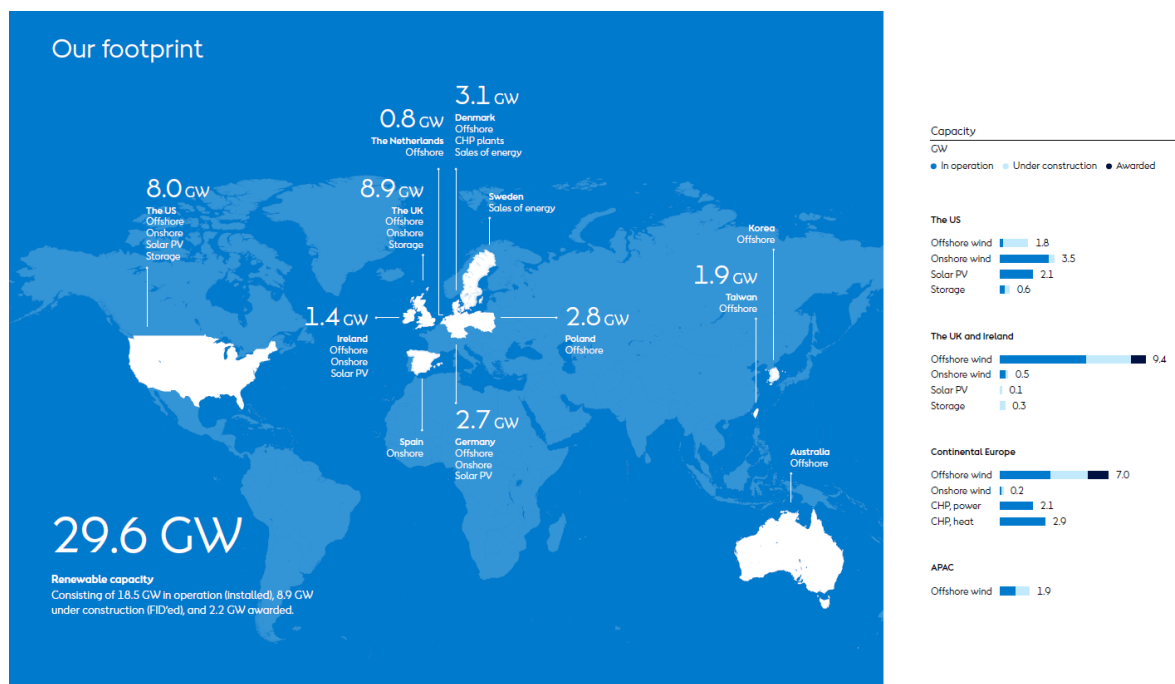 Our footprint
3.1 GW
Denmark
Offshore
CHP plants
Sales of energy
0.8 GW
The Netherlands
Offshore
8.0 GW
The US
Offshore
Onshore
Solar PV
Storage
8.9 GW
The UK
Offshore
Onshore
Storage
Sweden
Sales of energy
Korea
Offshore
1.9 GW
Taiwan
Offshore
1.4 GW
Ireland
Offshore
Onshore
Solar PV
2.8 GW
Poland
Offshore
Spain
Onshore
2.7 GW
Germany
Offshore
Onshore
Solar PV
Australia
Offshore
29.6 GW
Renewable capacity
Consisting of 18.5 GW in operation (installed), 8.9 GW
under construction (FID'ed), and 2.2 GW awarded.
Capacity
GW
In operation Under construction Awarded
The US
Offshore wind 1.8
Onshore wind 3.5
Solar PV 2.1
Storage 0.6
The UK and Ireland
Offshore wind 9.4
Onshore wind 0.5
Solar PV 0.1
Storage 0.3
Continental Europe
Offshore wind 7.0
Onshore wind 0.2
CHP, power 2.1
CHP, heat 2.9
APAC
Offshore wind 1.9